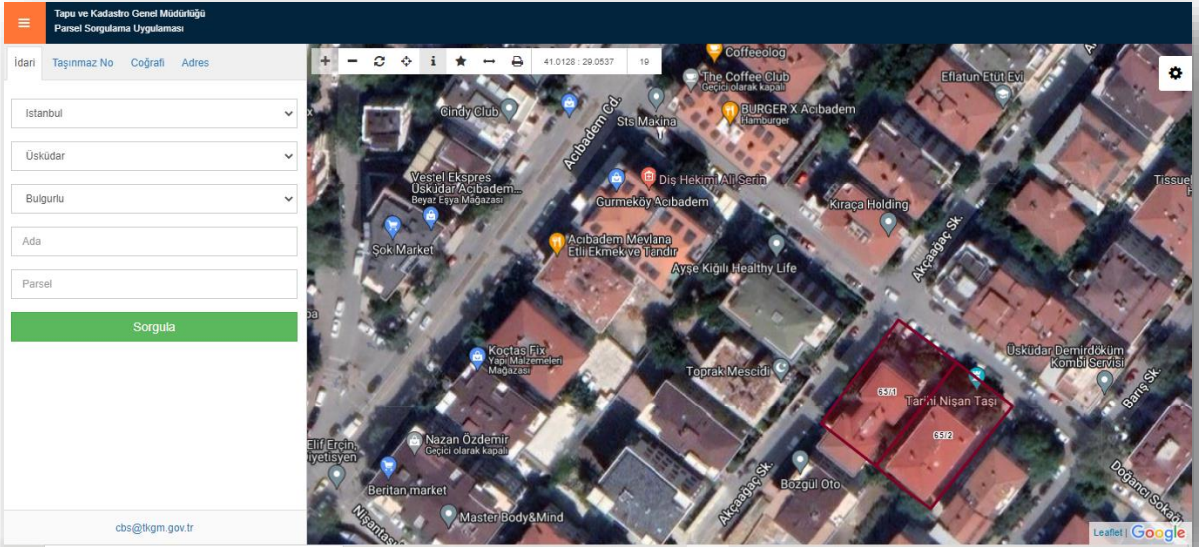 Tapu ve Kadastro Genel Müdürlüğü
Parsel Sorgulama Uygulaması
İdari Taşınmaz No Coğrafi Adres
Istanbul
Üsküdar
Bulgurlu
Ada
Parsel
Sorgula
cbs@tkgm.gov.tr
41.0128 : 29.0537
19
Coffeeolog
The Coffee Club
Geçici olarak kapalı
Eflatun Etüt Evi
Cindy Club
Acıbadem Cd.
Sts Makina
BURGER X Acıbadem
Hamburger
Vestel Ekspres
Üsküdar Acıbadem...
Beyaz Eşya Mağazası
Diş Hekimi Ali Serin
Gurmeköy Acıbadem
Kıraça Holding
Tissue
Şok Market
Acıbadem Mevlana
Etli Ekmek ve Tandır
Ayşe Kiğılı Healthy Life
Akçaağaç Sk.
Koçtaş Fix
Yapı Malzemeleri
Mağazası
Toprak Mescidi
Üsküdar Demirdöküm
Kombi Servisi
65/1
Tarihi Nişan Taşı
Barış Sk.
65/2
Elif Erçin,
iyetisyen
Nazan Özdemir
Geçici olarak kapalı
Beritan market
Master Body&Mind
Nişantaşı
Akçaağaç Sk.
Bozgül Oto
Doğancı Sokağı
Leaflet | Google